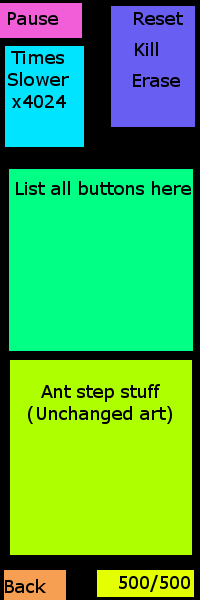 Pause
Times
Slower
x4024
Reset
Kill
Erase
List all buttons here
Ant step stuff
(Unchanged art)
Back
500/500